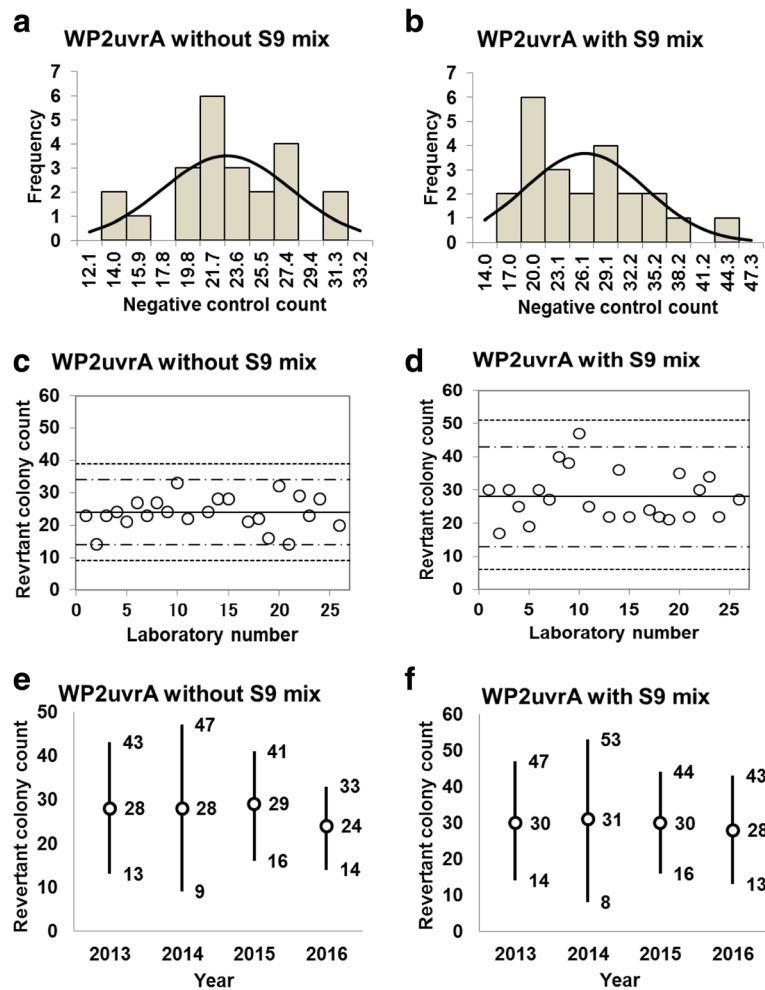 a
WP2uvrA without S9 mix
Frequency
7
6
5
4
3
2
1
0
12.1 14.0 15.9 17.8 19.8 21.7 23.6 25.5 27.4 29.4 31.3 33.2
Negative control count
b
WP2uvrA with S9 mix
Frequency
7
6
5
4
3
2
1
0
14.0 17.0 20.0 23.1 26.1 29.1 32.2 35.2 38.2 41.2 44.3 47.3
Negative control count
c
WP2uvrA without S9 mix
Revrtant colony count
60
50
40
30
20
10
0
0 5 10 15 20 25
Laboratory number
d
WP2uvrA with S9 mix
Revrtant colony count
60
50
40
30
20
10
0
0 5 10 15 20 25
Laboratory number
e
WP2uvrA without S9 mix
Revertant colony count
50
40
30
20
10
0
43
28
13
47
28
9
41
29
16
33
24
14
2013 2014 2015 2016
Year
f
WP2uvrA with S9 mix
Revertant colony count
60
50
40
30
20
10
0
47
30
14
53
31
8
44
30
16
43
28
13
2013 2014 2015 2016
Year